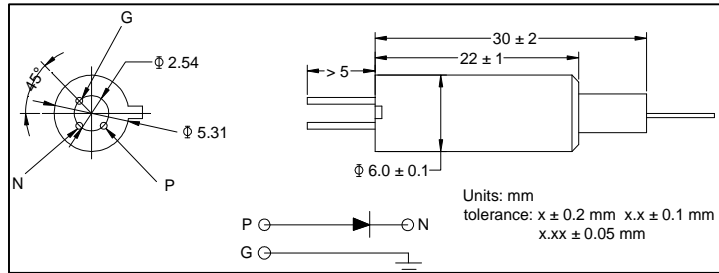 G
45°
Φ 2.54
Φ 5.31
N
P
30 ± 2
22 ± 1
> 5
Φ 6.0 ± 0.1
P
N
G
Units: mm
tolerance: x ± 0.2 mm x.x ± 0.1 mm
x.xx ± 0.05 mm